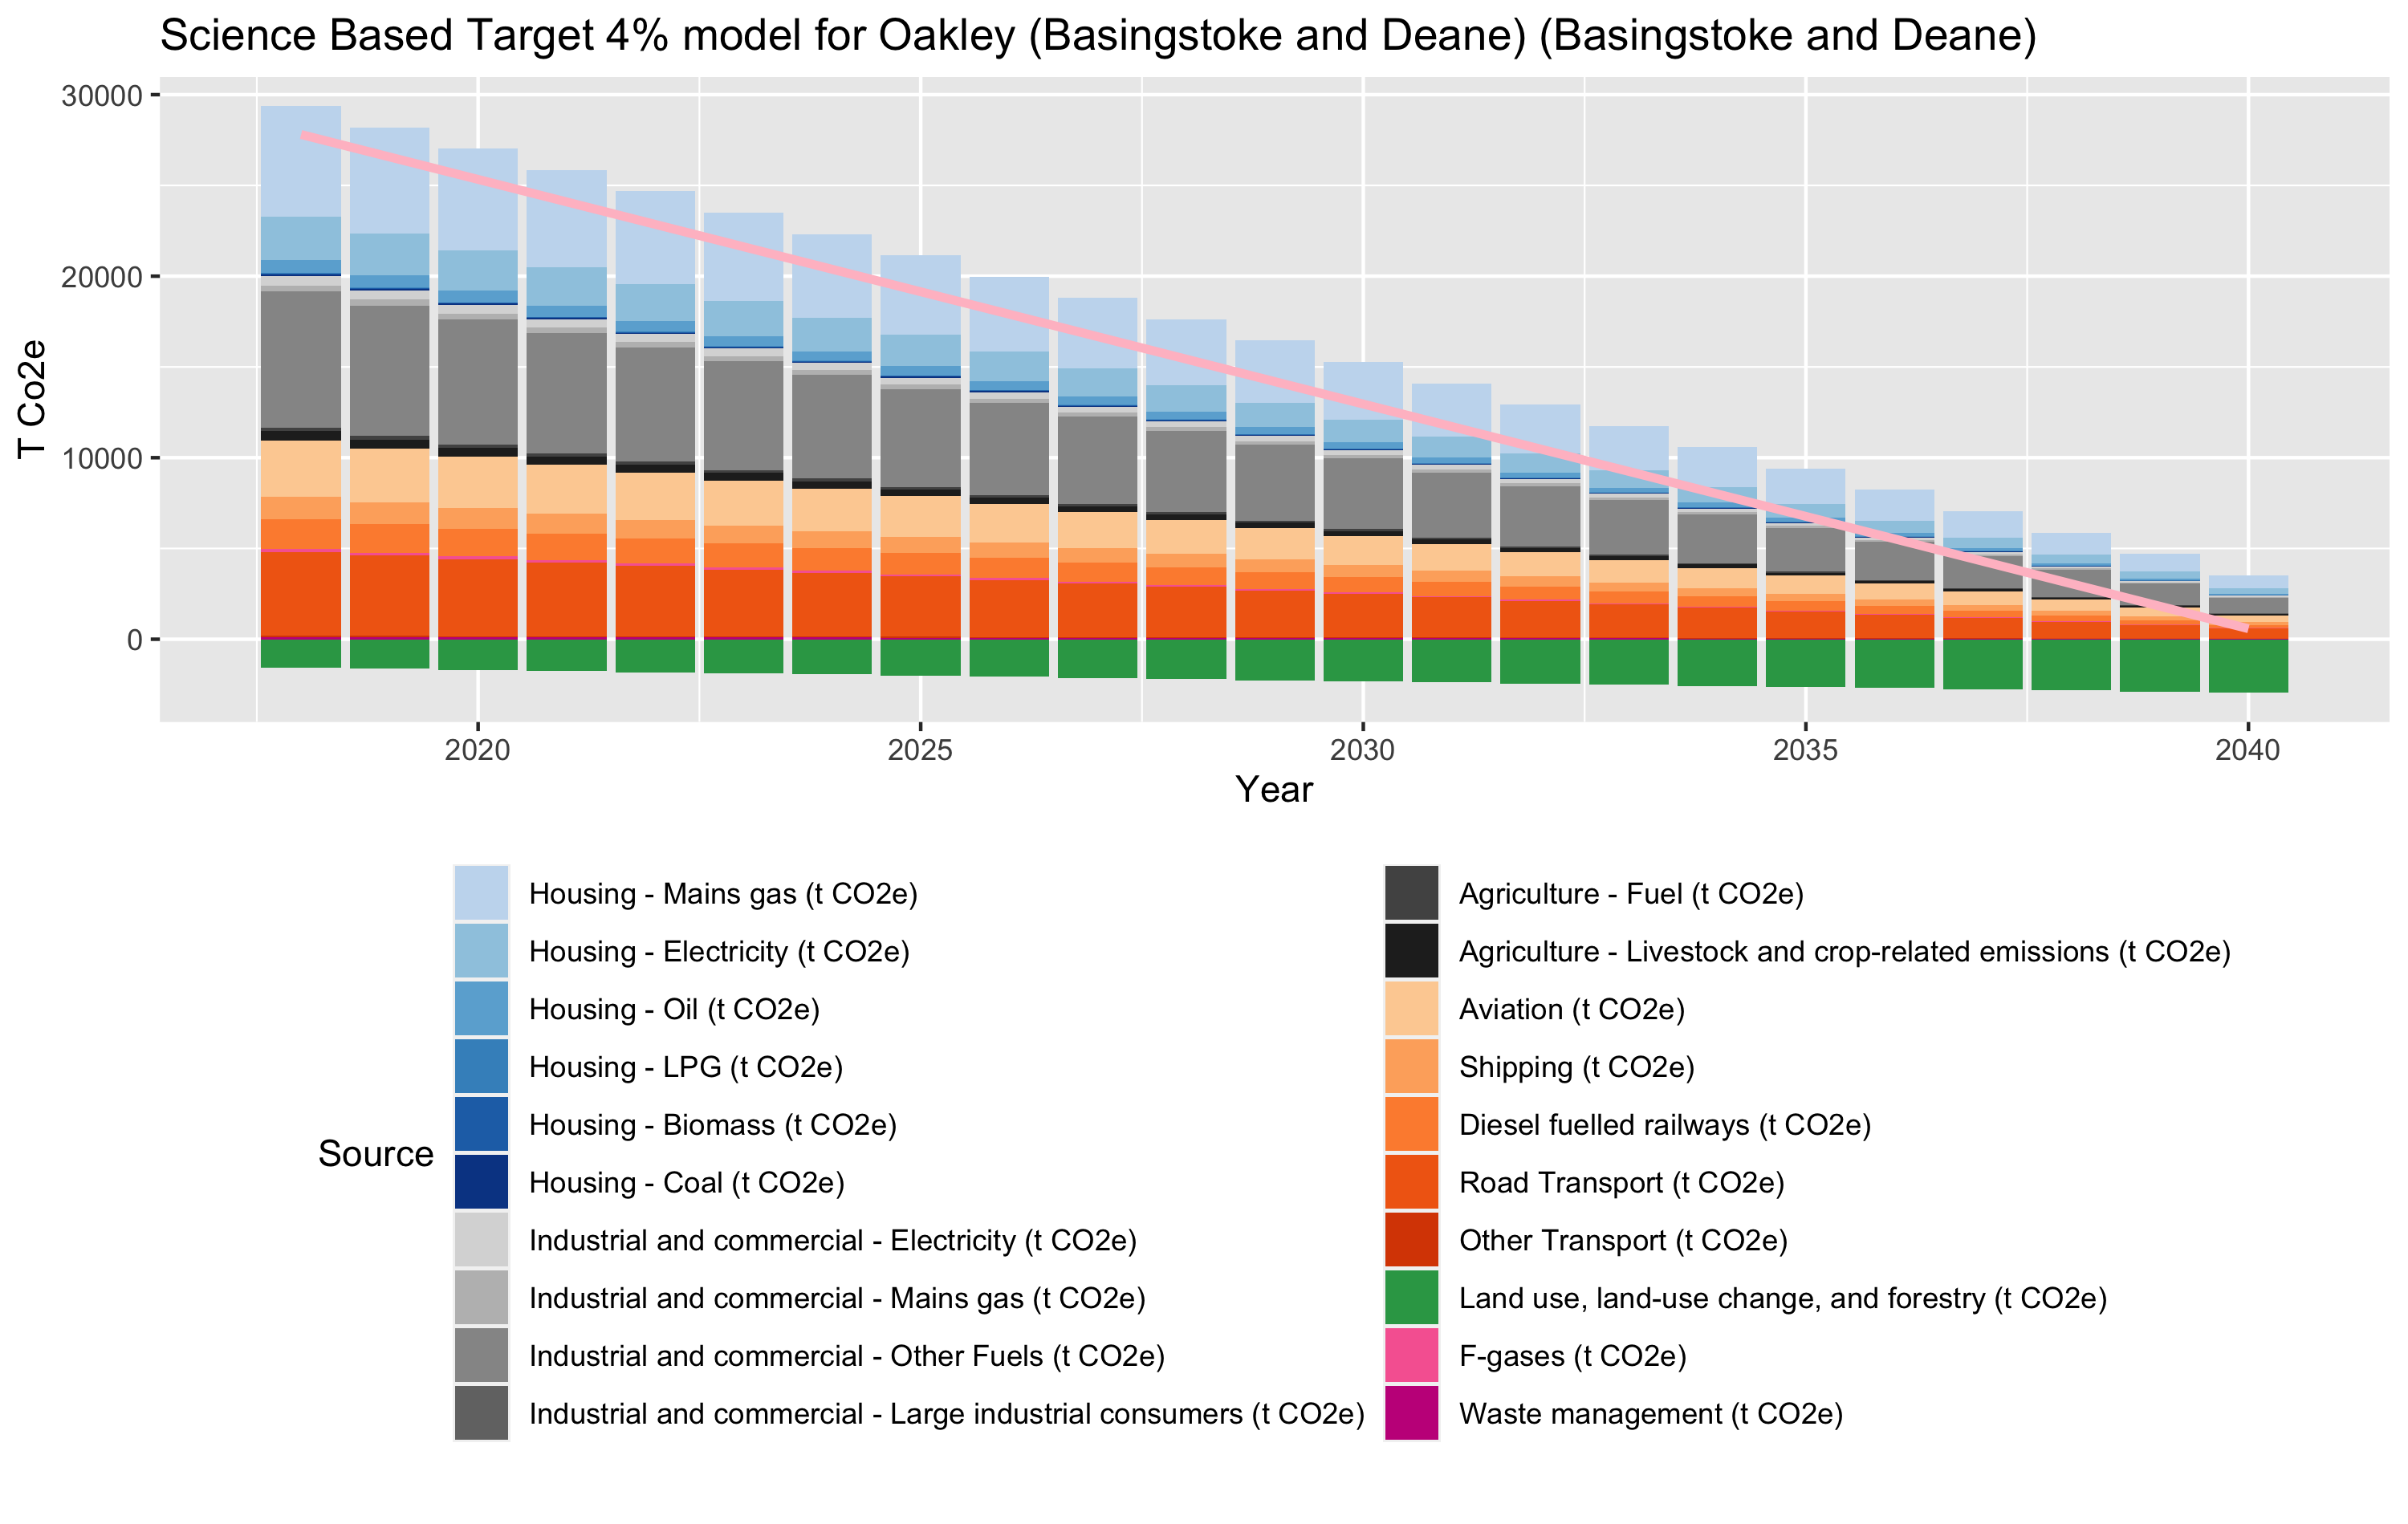 Science Based Target 4% model for Oakley (Basingstoke and Deane) (Basingstoke and Deane)
30000
20000
10000
0
T Co2e
2020
2025
2030
2035
2040
Year
Source
Housing - Mains gas (t CO2e)
Housing - Electricity (t CO2e)
Housing - Oil (t CO2e)
Housing - LPG (t CO2e)
Housing - Biomass (t CO2e)
Housing - Coal (t CO2e)
Industrial and commercial - Electricity (t CO2e)
Industrial and commercial - Mains gas (t CO2e)
Industrial and commercial - Other Fuels (t CO2e)
Industrial and commercial - Large industrial consumers (t CO2e)
Agriculture - Fuel (t CO2e)
Agriculture - Livestock and crop-related emissions (t CO2e)
Aviation (t CO2e)
Shipping (t CO2e)
Diesel fuelled railways (t CO2e)
Road Transport (t CO2e)
Other Transport (t CO2e)
Land use, land-use change, and forestry (t CO2e)
F-gases (t CO2e)
Waste management (t CO2e)